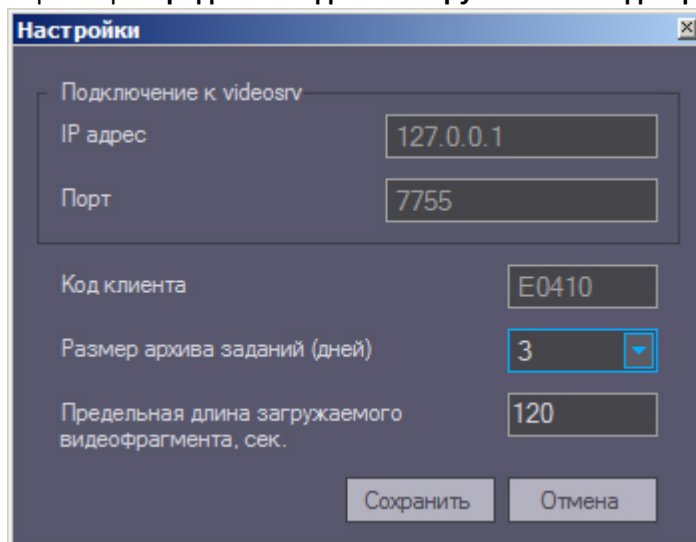 Настройки
Подключение к videosrv
IP адрес
127.0.0.1
Порт
7755
Код клиента
E0410
Размер архива заданий (дней)
3
Предельная длина загружаемого
видеофрагмента, сек.
120
Сохранить
Отмена